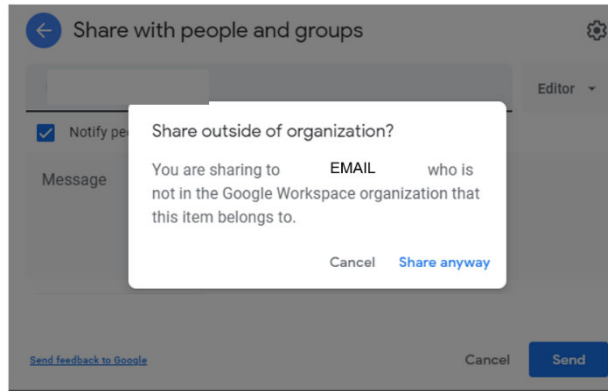 Share with people and groups
Editor
Notify pe
Share outside of organization?
Message
You are sharing to EMAIL who is
not in the Google Workspace organization that
this item belongs to.
Cancel Share anyway
Send feedback to Google
Cancel Send